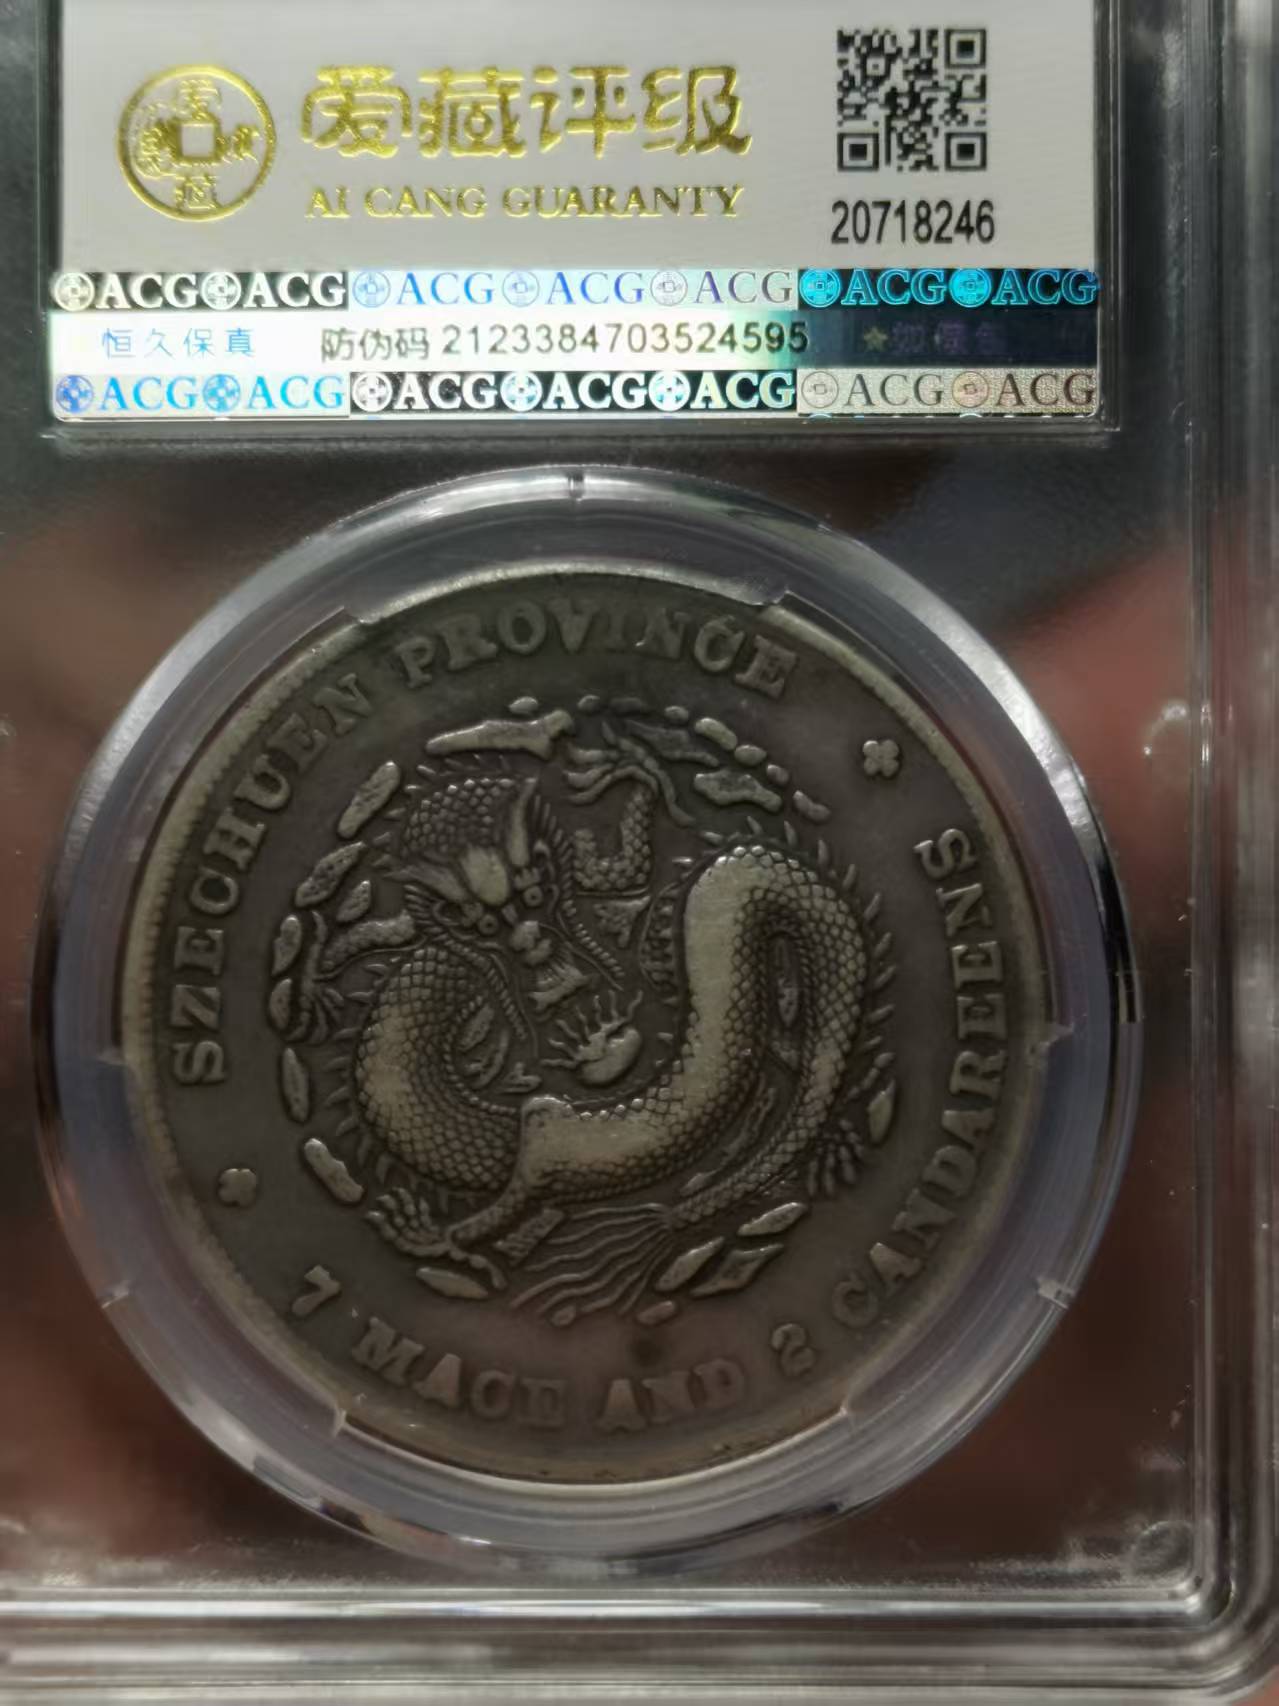 爱藏评级
AI CANG GUARANTY
20718246
ACG ACG ACG ACG ACG ACG ACG
恒久保真 防伪码 2123384703524595
ACG ACG ACG ACG ACG ACG ACG
SZECHUEN PROVINCE
7 MACE AND 2 CANDAREENS